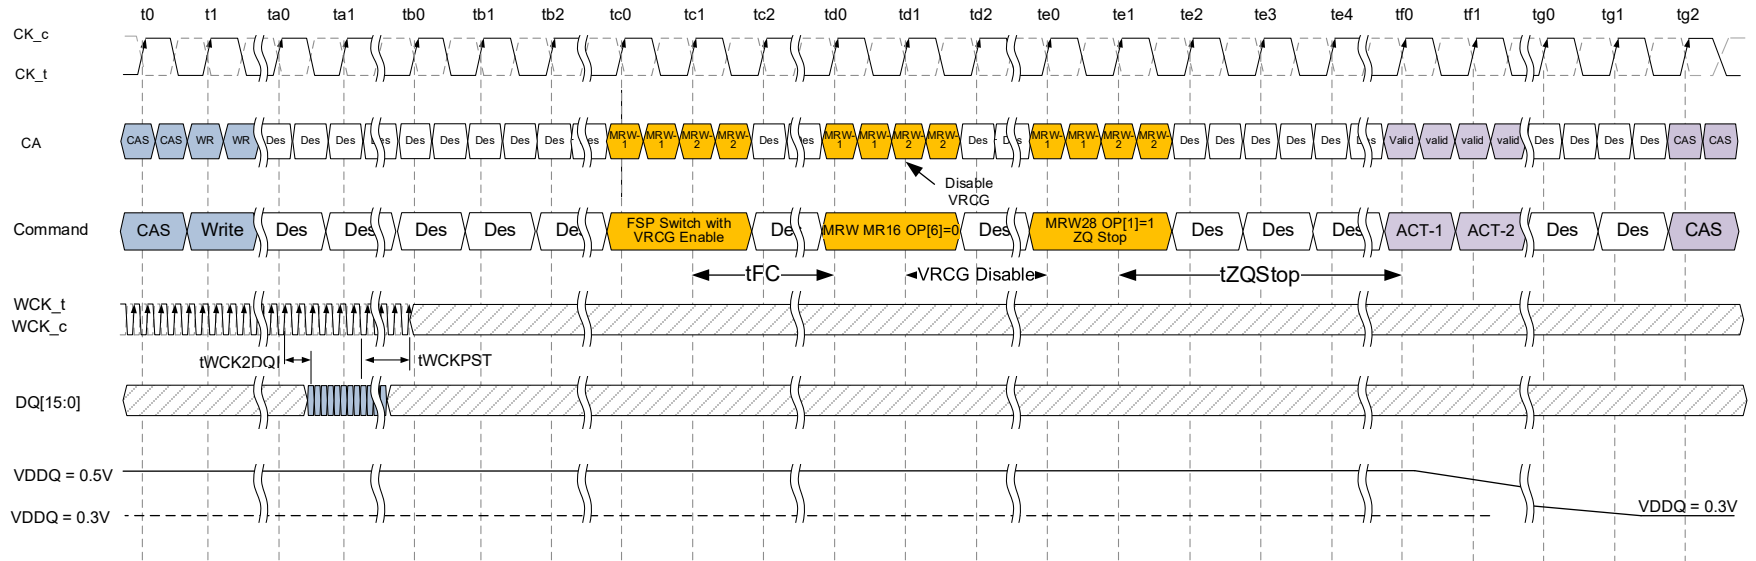 t0 t1 ta0 ta1 tb0 tb1 tb2 tc0 tc1 tc2 td0 td1 td2 te0 te1 te2 te3 te4 tf0 tf1 tg0 tg1 tg2
CK_c
CK_t
CA CAS CAS WR WR Des Des Des Des Des Des Des Des Des Des MRW-1 MRW-1 MRW-2 MRW-2 Des MRW-1 MRW-1 MRW-2 MRW-2 Des MRW-1 MRW-1 MRW-2 MRW-2 Des Des Des Des Des Valid valid valid valid Des Des Des Des CAS CAS
Disable
VRCG
Command CAS Write Des Des Des Des Des FSP Switch with VRCG Enable Des MRW MR16 OP[6]=0 Des MRW28 OP[1]=1 ZQ Stop Des Des Des ACT-1 ACT-2 Des Des CAS
tFC VRCG Disable tZQStop
WCK_t
WCK_c
tWCK2DQI tWCKPST
DQ[15:0]
VDDQ = 0.5V
VDDQ = 0.3V VDDQ = 0.3V